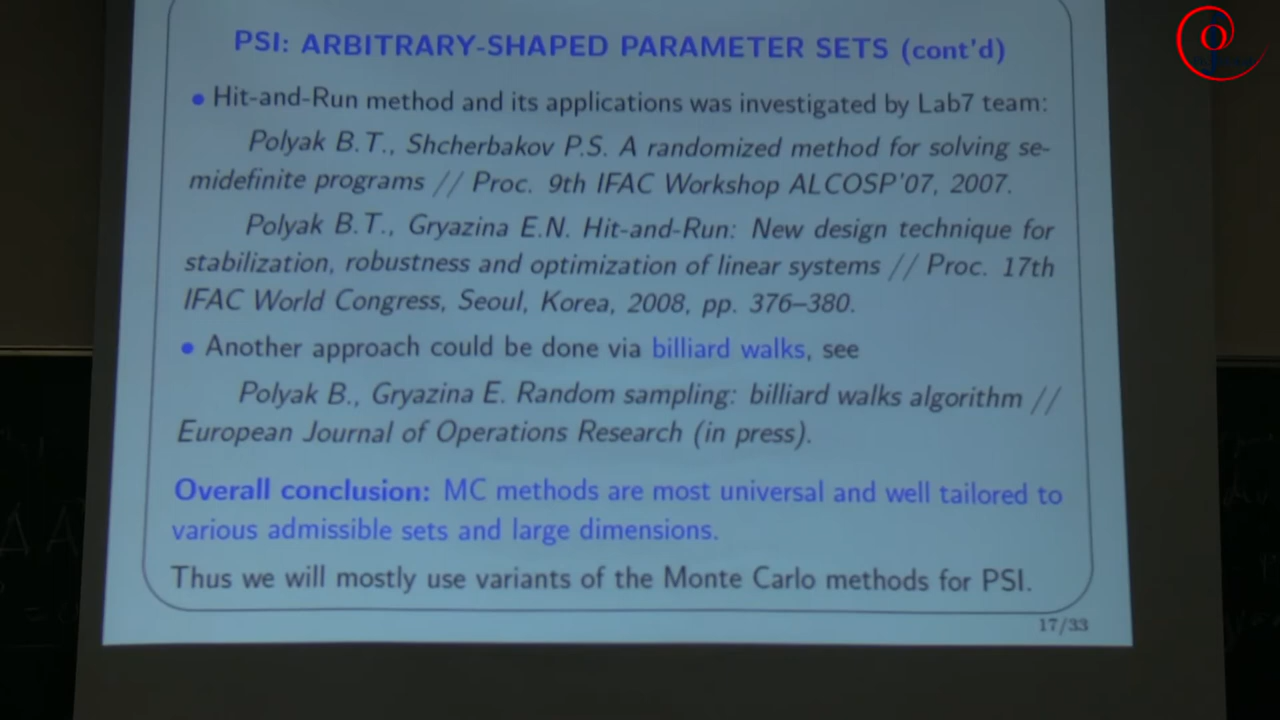 PSI: ARBITRARY-SHAPED PARAMETER SETS (cont'd)
• Hit-and-Run method and its applications was investigated by Lab7 team:
Polyak B.T., Shcherbakov P.S. A randomized method for solving se-
midefinite programs // Proc. 9th IFAC Workshop ALCOSP'07, 2007.
Polyak B.T., Gryazina E.N. Hit-and-Run: New design technique for
stabilization, robustness and optimization of linear systems // Proc. 17th
IFAC World Congress, Seoul, Korea, 2008, pp. 376–380.
• Another approach could be done via billiard walks, see
Polyak B., Gryazina E. Random sampling: billiard walks algorithm //
European Journal of Operations Research (in press).
Overall conclusion: MC methods are most universal and well tailored to
various admissible sets and large dimensions.
Thus we will mostly use variants of the Monte Carlo methods for PSI.
17/33